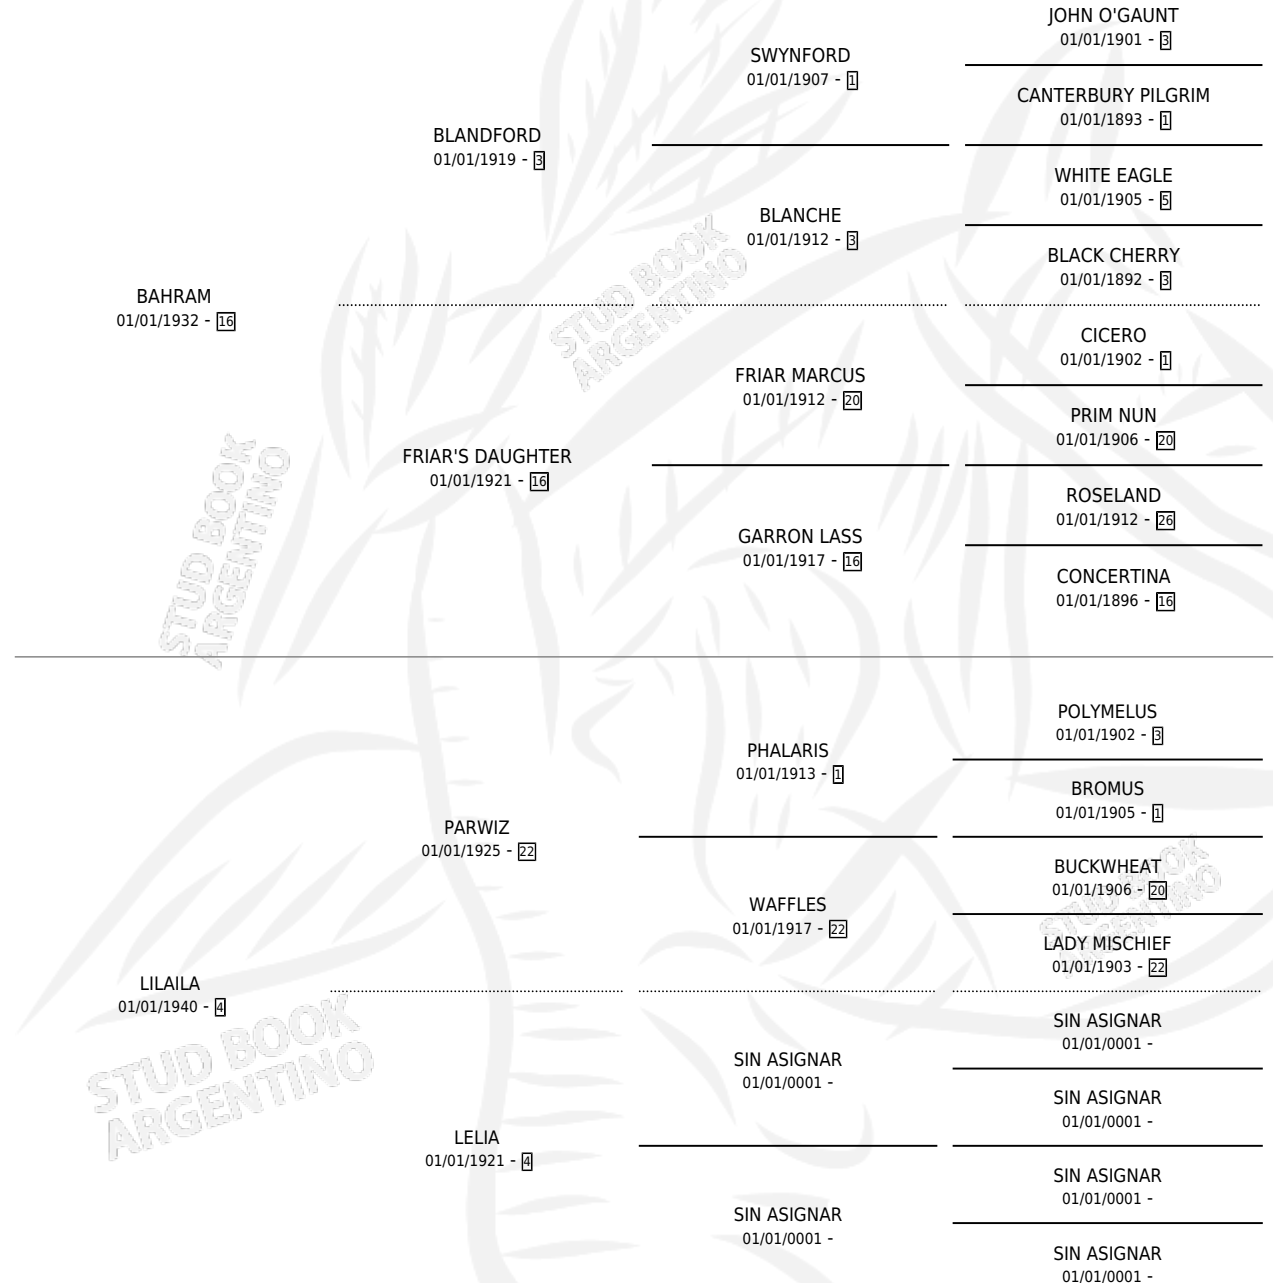 JOHN O'GAUNT
01/01/1901 - 3
SWYNFORD
01/01/1907 - 1
CANTERBURY PILGRIM
01/01/1893 - 1
BLANDFORD
01/01/1919 - 3
WHITE EAGLE
01/01/1905 - 5
BLANCHE
01/01/1912 - 3
BLACK CHERRY
01/01/1892 - 3
BAHRAM
01/01/1932 - 16
CICERO
01/01/1902 - 1
FRIAR MARCUS
01/01/1912 - 20
PRIM NUN
01/01/1906 - 20
FRIAR'S DAUGHTER
01/01/1921 - 16
ROSELAND
01/01/1912 - 26
GARRON LASS
01/01/1917 - 16
CONCERTINA
01/01/1896 - 16
POLYMELUS
01/01/1902 - 3
PHALARIS
01/01/1913 - 1
BROMUS
01/01/1905 - 1
PARWIZ
01/01/1925 - 22
BUCKWHEAT
01/01/1906 - 20
WAFFLES
01/01/1917 - 22
LADY MISCHIEF
01/01/1903 - 22
LILAILA
01/01/1940 - 4
SIN ASIGNAR
01/01/0001 -
SIN ASIGNAR
01/01/0001 -
SIN ASIGNAR
01/01/0001 -
LELIA
01/01/1921 - 4
SIN ASIGNAR
01/01/0001 -
SIN ASIGNAR
01/01/0001 -
SIN ASIGNAR
01/01/0001 -
STUD BOOK
ARGENTINO
STUD BOOK
ARGENTINO
STUD BOOK
ARGENTINO
STUD BOOK
ARGENTINO